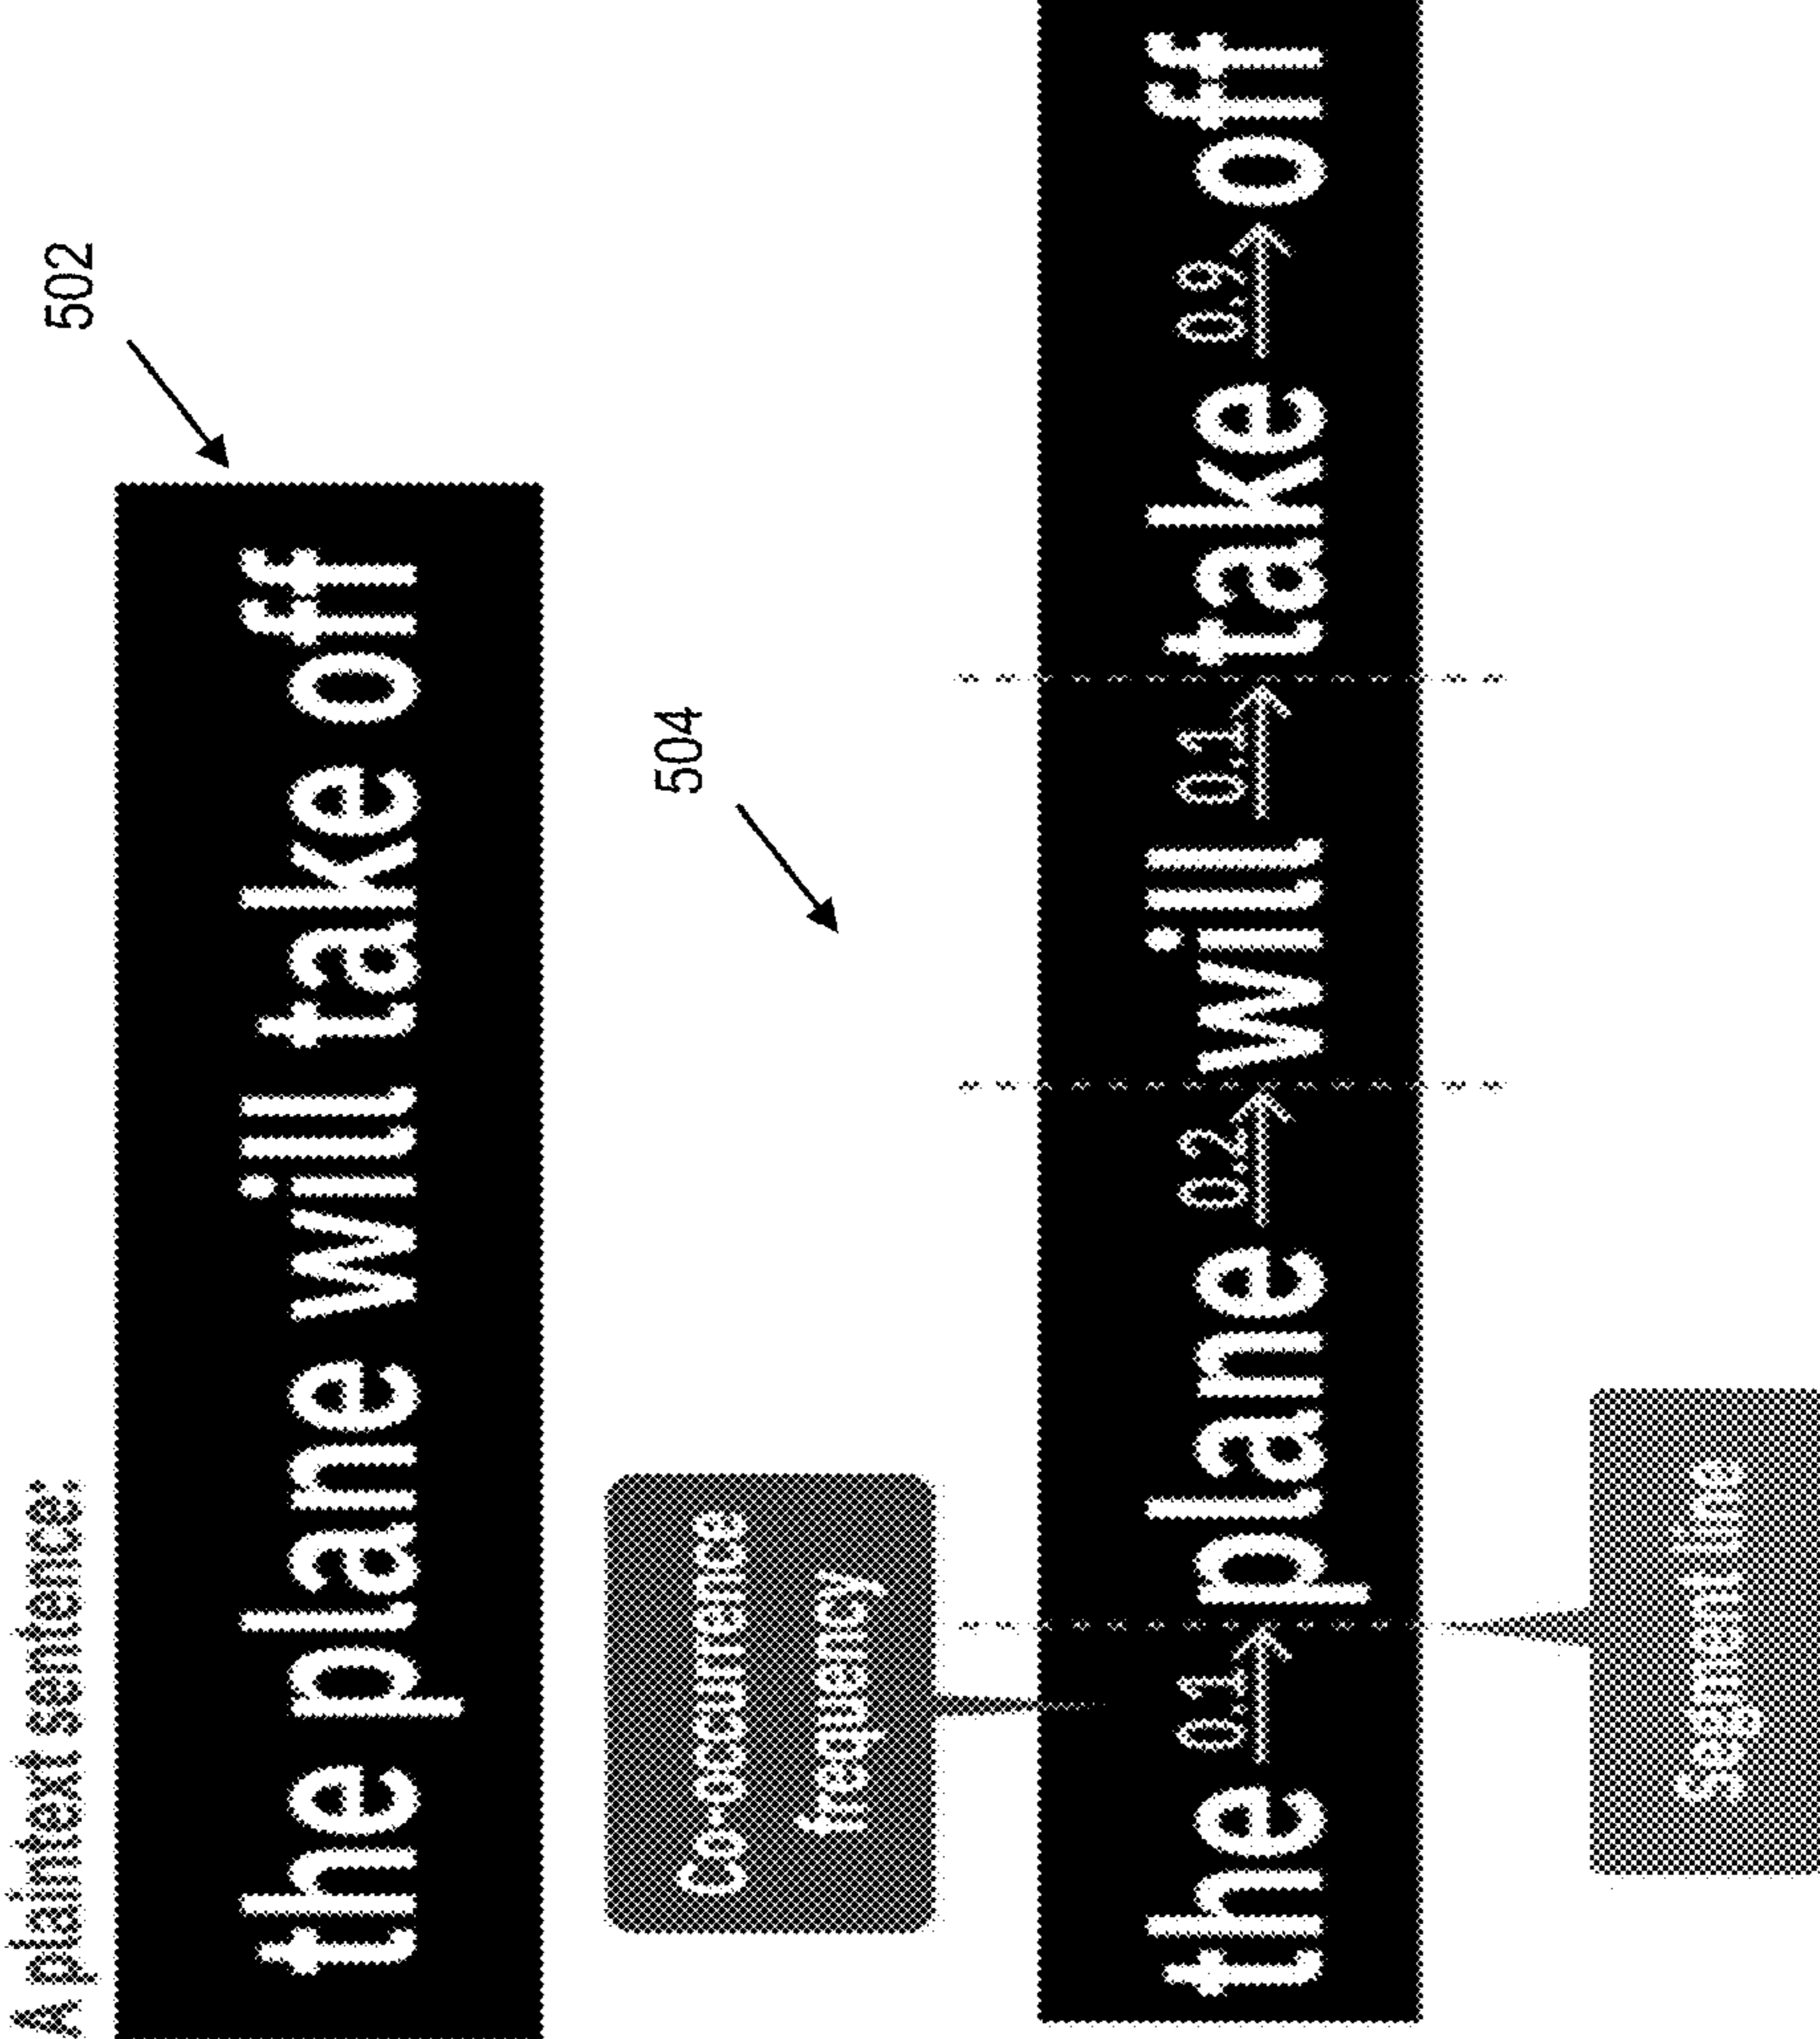 A plaintext sentence:
502
the plane will take off
504
Co-occurrence
frequency
the 0.1 plane 0.2 will 0.1 take 0.9 off
Segment line